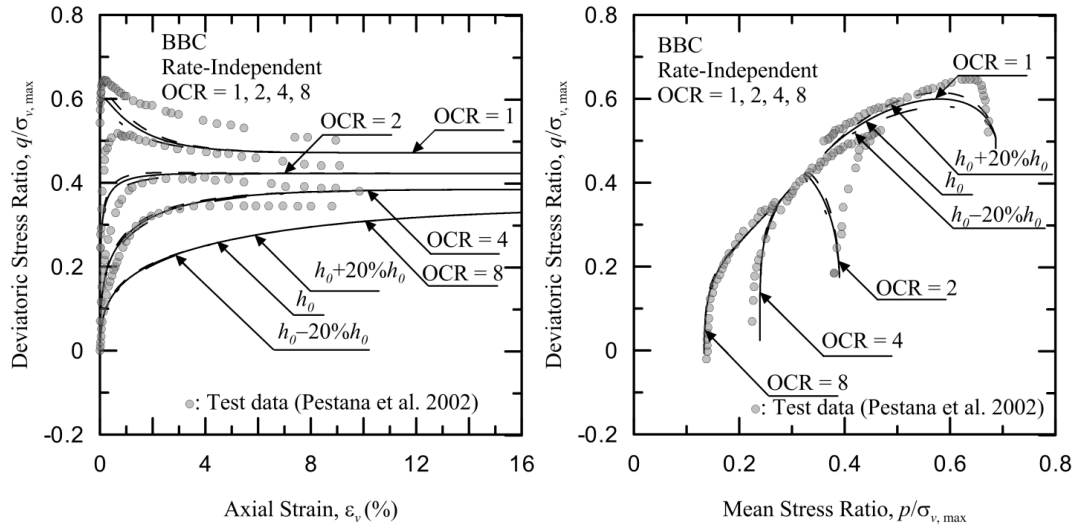 0.8
0.6
0.4
0.2
0
-0.2
0
4
8
12
16
Deviatoric Stress Ratio, q/σv, max
Axial Strain, εv (%)
BBC
Rate-Independent
OCR = 1, 2, 4, 8
OCR = 2
OCR = 1
OCR = 4
OCR = 8
h0+20%h0
h0
h0−20%h0
: Test data (Pestana et al. 2002)
0.8
0.6
0.4
0.2
0
-0.2
0
0.2
0.4
0.6
0.8
Deviatoric Stress Ratio, q/σv, max
Mean Stress Ratio, p/σv, max
BBC
Rate-Independent
OCR = 1, 2, 4, 8
OCR = 1
h0+20%h0
h0
h0−20%h0
OCR = 2
OCR = 4
OCR = 8
: Test data (Pestana et al. 2002)